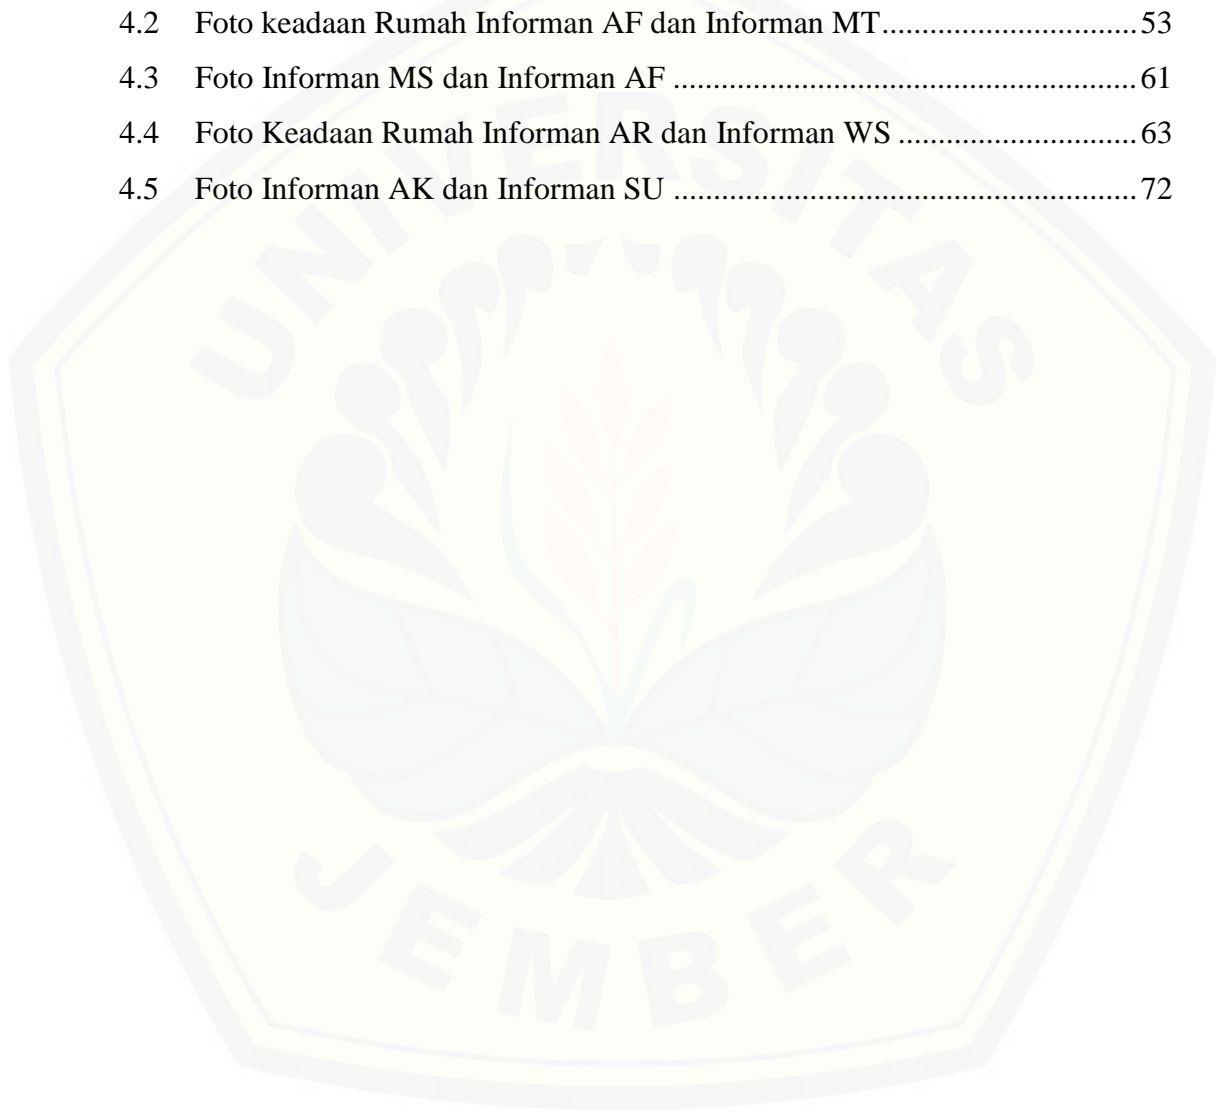 4.2 Foto keadaan Rumah Informan AF dan Informan MT.............................. 53
4.3 Foto Informan MS dan Informan AF ....................................................... 61
4.4 Foto Keadaan Rumah Informan AR dan Informan WS ............................ 63
4.5 Foto Informan AK dan Informan SU ....................................................... 72
UNIVERSITAS
JEMBER